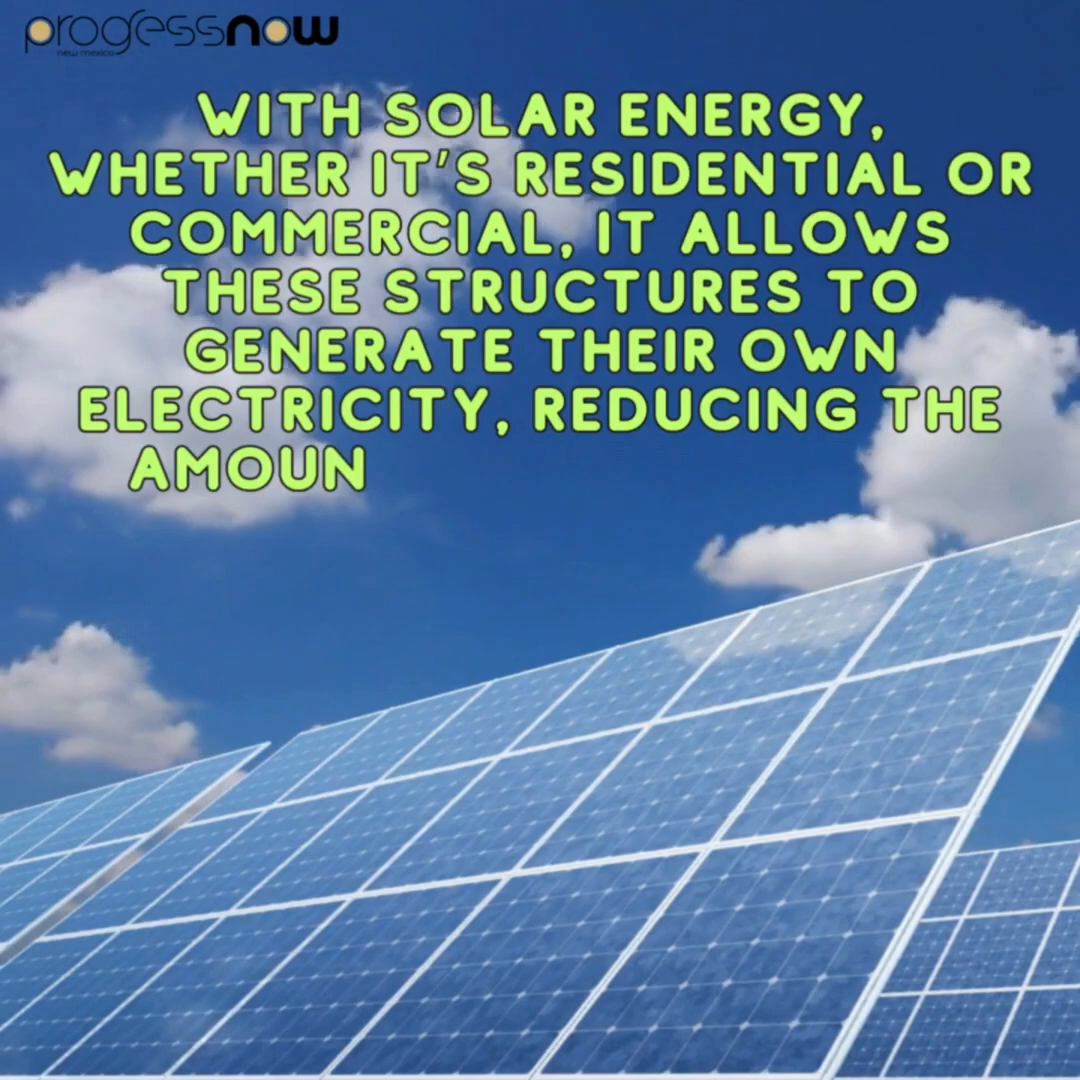 progessnow
new mexico
WITH SOLAR ENERGY,
WHETHER IT'S RESIDENTIAL OR
COMMERCIAL, IT ALLOWS
THESE STRUCTURES TO
GENERATE THEIR OWN
ELECTRICITY, REDUCING THE
AMOUN